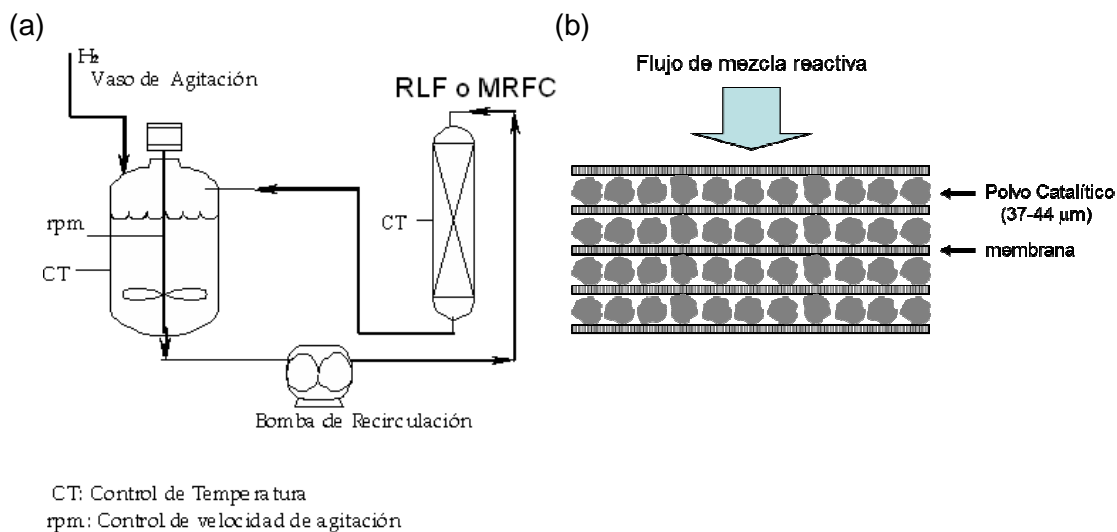 (a)
H₂
Vaso de Agitación
RLF o MRFC
rpm
CT
CT
Bomba de Recirculación
CT: Control de Temperatura
rpm: Control de velocidad de agitación
(b)
Flujo de mezcla reactiva
Polvo Catalítico
(37-44 μm)
membrana